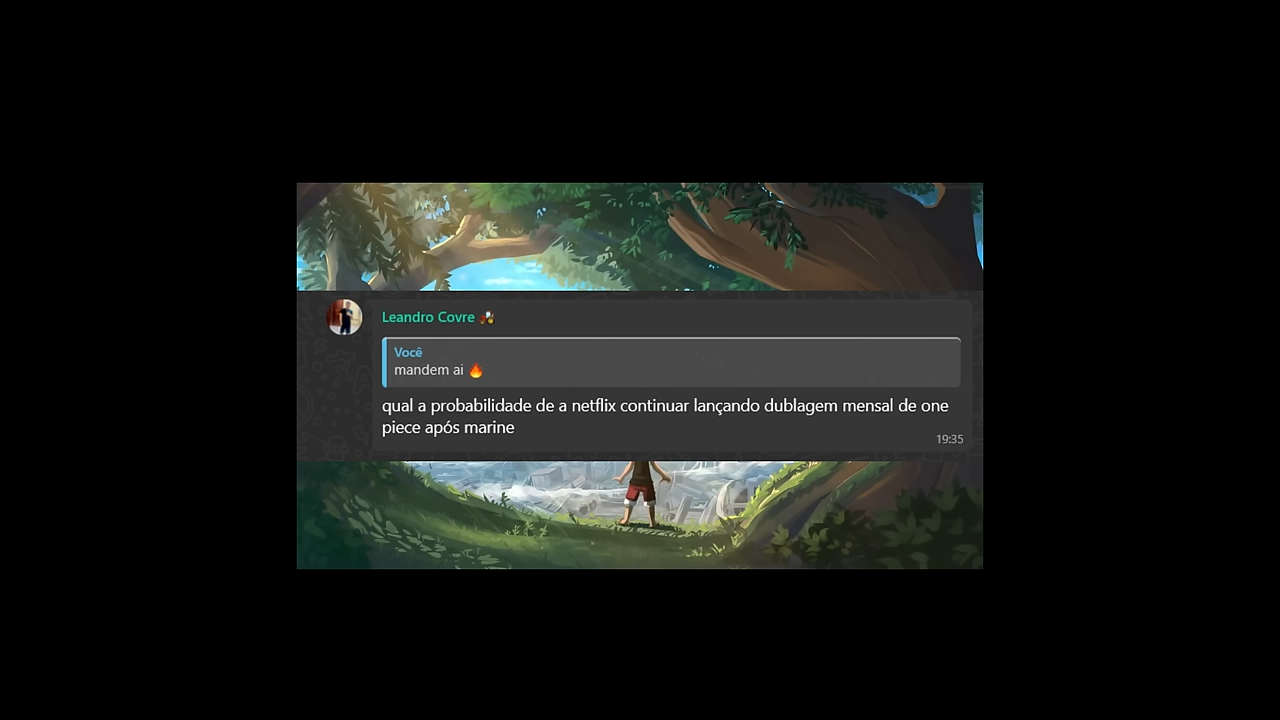 Leandro Covre 🚜
Você
mandem ai 🔥
qual a probabilidade de a netflix continuar lançando dublagem mensal de one
piece após marine
19:35